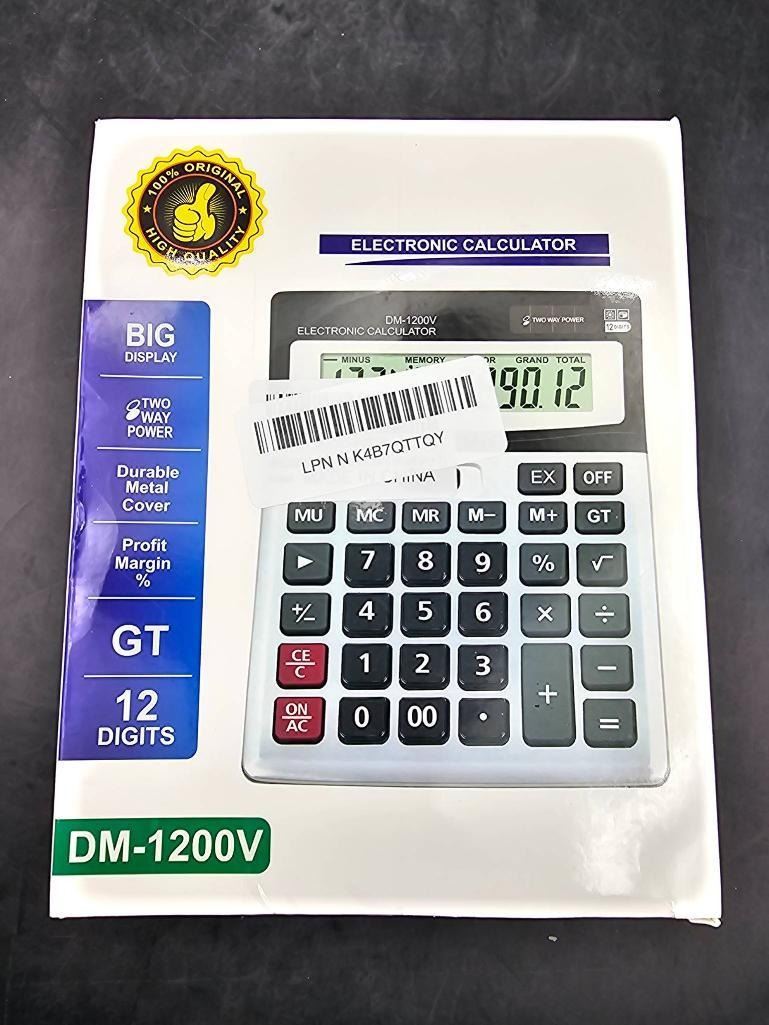 100% ORIGINAL
HIGH QUALITY
ELECTRONIC CALCULATOR
BIG
DISPLAY
TWO
WAY
POWER
Durable
Metal
Cover
Profit
Margin
%
GT
12
DIGITS
DM-1200V
ELECTRONIC CALCULATOR
TWO WAY POWER
12 DIGITS
MINUS MEMORY GRAND TOTAL
90.12
LPN N K4B7QTTQY
EX OFF
MU MC MR M− M+ GT
► 7 8 9 % √
+/− 4 5 6 × ÷
CE/C 1 2 3 + −
ON/AC 0 00 • =
DM-1200V